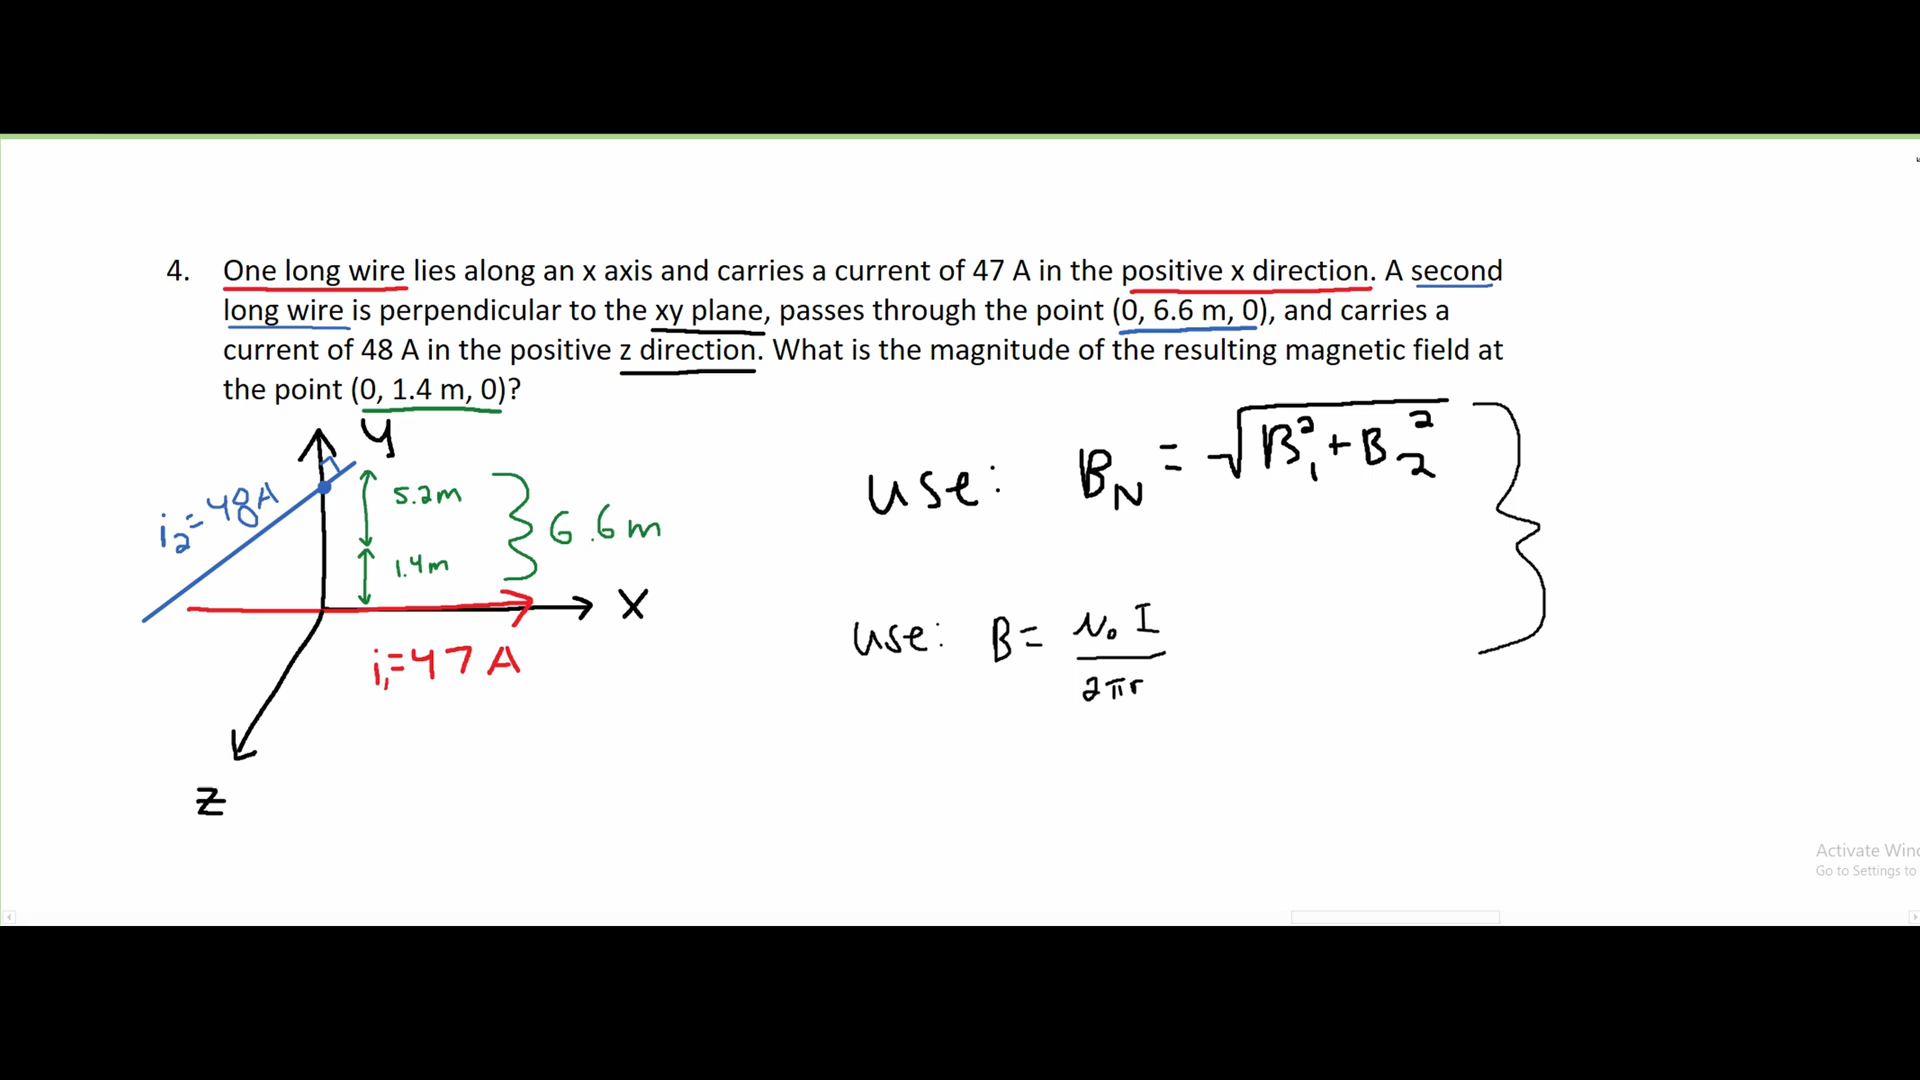 4. One long wire lies along an x axis and carries a current of 47 A in the positive x direction. A second
long wire is perpendicular to the xy plane, passes through the point (0, 6.6 m, 0), and carries a
current of 48 A in the positive z direction. What is the magnitude of the resulting magnetic field at
the point (0, 1.4 m, 0)?
y
use: B_N = √(B₁² + B₂²)
i₂=48A
5.2m
6.6m
1.4m
x
use: B = μ₀ I / 2πr
i₁=47 A
z
Activate Wind
Go to Settings to